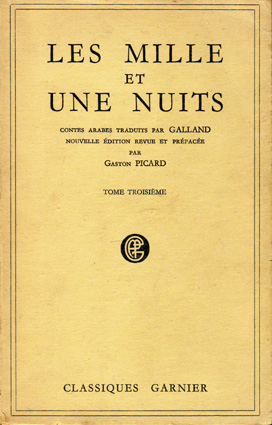 LES MILLE
ET
UNE NUITS
CONTES ARABES TRADUITS PAR GALLAND
NOUVELLE ÉDITION REVUE ET PRÉFACÉE
PAR
GASTON PICARD
TOME TROISIÈME
CLASSIQUES GARNIER